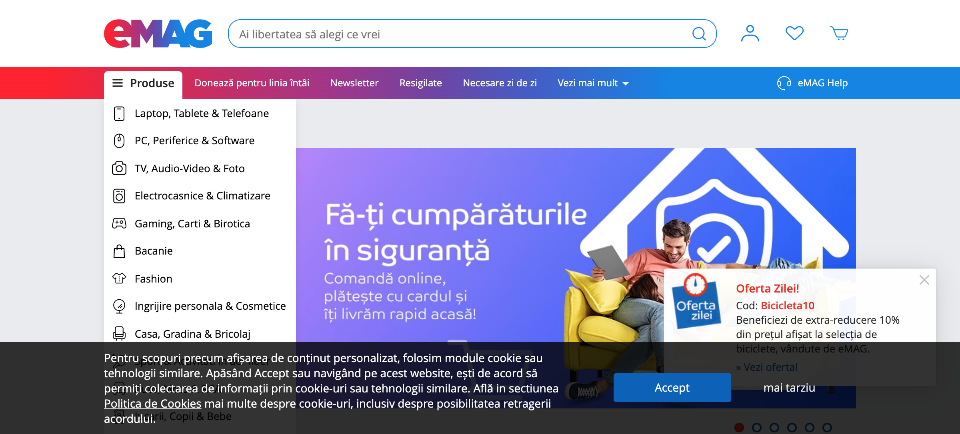 eMAG
Ai libertatea să alegi ce vrei
Produse
Donează pentru linia întâi
Newsletter
Resigilate
Necesare zi de zi
Vezi mai mult
eMAG Help
Laptop, Tablete & Telefoane
PC, Periferice & Software
TV, Audio-Video & Foto
Electrocasnice & Climatizare
Gaming, Carti & Birotica
Bacanie
Fashion
Ingrijire personala & Cosmetice
Casa, Gradina & Bricolaj
Fă-ți cumpărăturile
în siguranță
Comandă online,
plătește cu cardul și
îți livrăm rapid acasă!
Oferta
zilei
Oferta Zilei!
Cod: Bicicleta10
Beneficiezi de extra-reducere 10%
din prețul afișat la selecția de
biciclete, vândute de eMAG.
» Vezi oferta!
Pentru scopuri precum afișarea de conținut personalizat, folosim module cookie sau
tehnologii similare. Apăsând Accept sau navigând pe acest website, ești de acord să
permiți colectarea de informații prin cookie-uri sau tehnologii similare. Află in sectiunea
Politica de Cookies mai multe despre cookie-uri, inclusiv despre posibilitatea retragerii
acordului.
Accept
mai tarziu
, Copii & Bebe